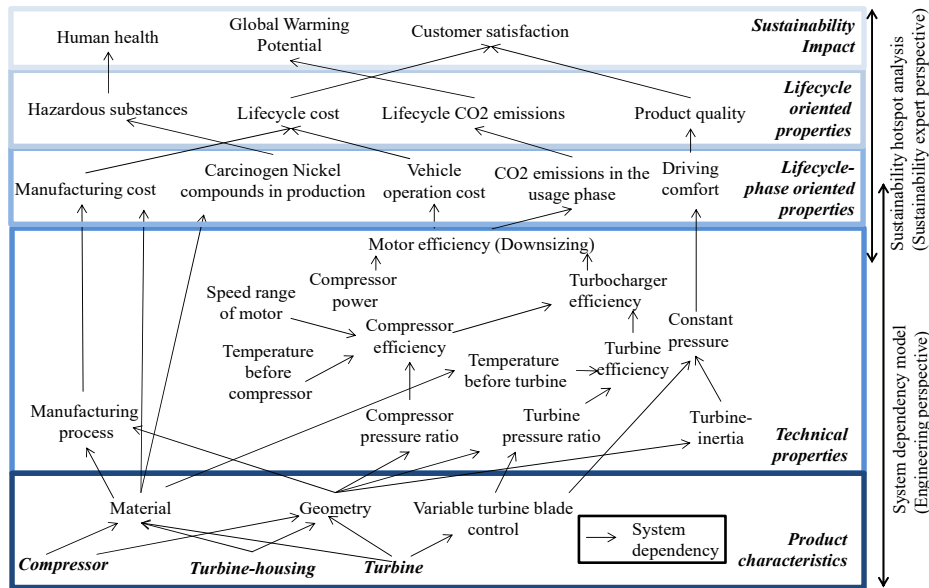 Human health
Global Warming
Potential
Customer satisfaction
Sustainability
Impact
Hazardous substances
Lifecycle cost
Lifecycle CO2 emissions
Product quality
Lifecycle
oriented
properties
Manufacturing cost
Carcinogen Nickel
compounds in production
Vehicle
operation cost
CO2 emissions in the
usage phase
Driving
comfort
Lifecycle-
phase oriented
properties
Motor efficiency (Downsizing)
Speed range
of motor
Compressor
power
Turbocharger
efficiency
Compressor
efficiency
Constant
pressure
Temperature
before
compressor
Temperature
before turbine
Turbine
efficiency
Manufacturing
process
Compressor
pressure ratio
Turbine
pressure ratio
Turbine-
inertia
Technical
properties
Material
Geometry
Variable turbine blade
control
System
dependency
Compressor
Turbine-housing
Turbine
Product
characteristics
Sustainability hotspot analysis
(Sustainability expert perspective)
System dependency model
(Engineering perspective)